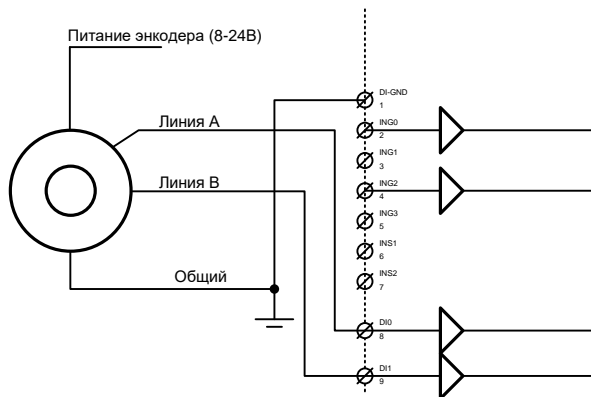 Питание энкодера (8-24В)
Линия А
Линия В
Общий
DI-GND
1
ING0
2
ING1
3
ING2
4
ING3
5
INS1
6
INS2
7
DI0
8
DI1
9